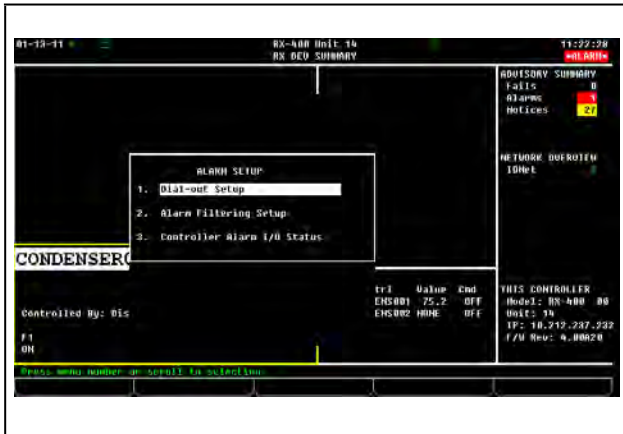 01-13-11
RX-400 Unit 14
11:22:28
RX DEV SUMMARY
*ALARM*
ADVISORY SUMMARY
Fails 0
Alarms
Notices 27
NETWORK OVERVIEW
IONet
ALARM SETUP
1. Dial-out Setup
2. Alarm Filtering Setup
3. Controller Alarm I/O Status
CONDENSER
trl Value Cmd
ENS001 75.2 OFF
ENS002 NONE OFF
Controlled By: Dis
F1
ON
THIS CONTROLLER
Model: RX-400 00
Unit: 14
IP: 10.212.237.232
F/W Rev: 4.00A20
Press menu number or scroll to selection